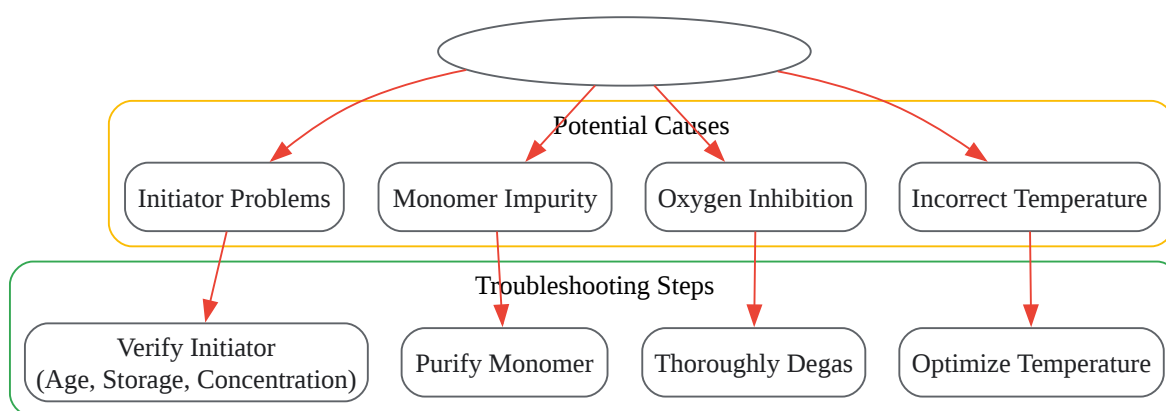 Potential Causes
Initiator Problems
Monomer Impurity
Oxygen Inhibition
Incorrect Temperature
Troubleshooting Steps
Verify Initiator
(Age, Storage, Concentration)
Purify Monomer
Thoroughly Degas
Optimize Temperature